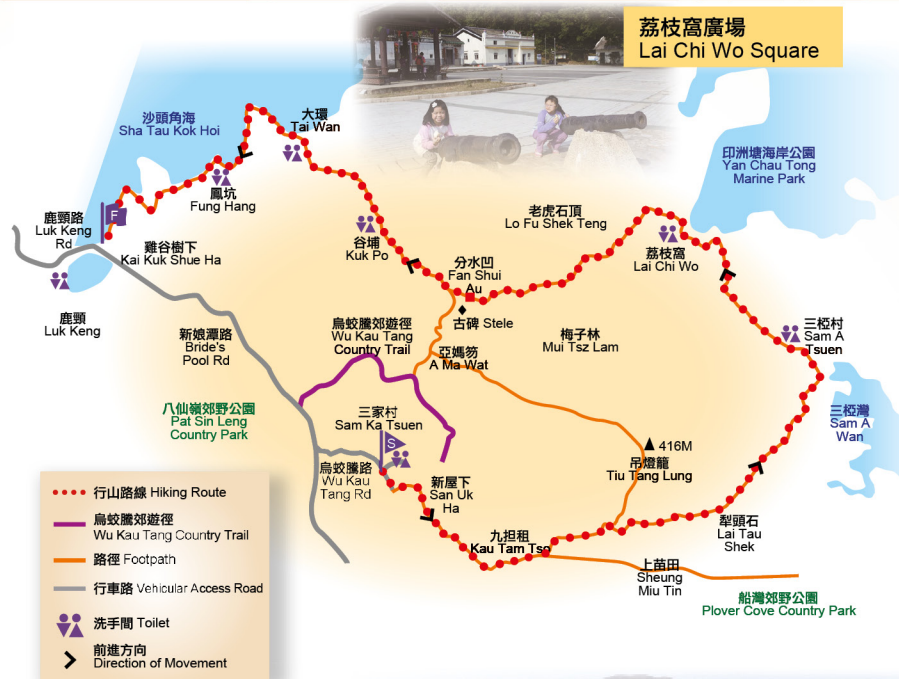 荔枝窩廣場
Lai Chi Wo Square
沙頭角海
Sha Tau Kok Hoi
大環
Tai Wan
印洲塘海岸公園
Yan Chau Tong
Marine Park
鳳坑
Fung Hang
鹿頸路
Luk Keng
Rd
F
雞谷樹下
Kai Kuk Shue Ha
谷埔
Kuk Po
老虎石頂
Lo Fu Shek Teng
荔枝窩
Lai Chi Wo
分水凹
Fan Shui
Au
鹿頸
Luk Keng
古碑 Stele
新娘潭路
Bride's
Pool Rd
烏蛟騰郊遊徑
Wu Kau Tang
Country Trail
亞媽笏
A Ma Wat
梅子林
Mui Tsz Lam
三椏村
Sam A
Tsuen
八仙嶺郊野公園
Pat Sin Leng
Country Park
三家村
Sam Ka Tsuen
S
三椏灣
Sam A
Wan
416M
吊燈籠
Tiu Tang Lung
烏蛟騰路
Wu Kau
Tang Rd
新屋下
San Uk
Ha
九担租
Kau Tam Tso
犁頭石
Lai Tau
Shek
上苗田
Sheung
Miu Tin
船灣郊野公園
Plover Cove Country Park
行山路線 Hiking Route
烏蛟騰郊遊徑
Wu Kau Tang Country Trail
路徑 Footpath
行車路 Vehicular Access Road
洗手間 Toilet
前進方向
Direction of Movement